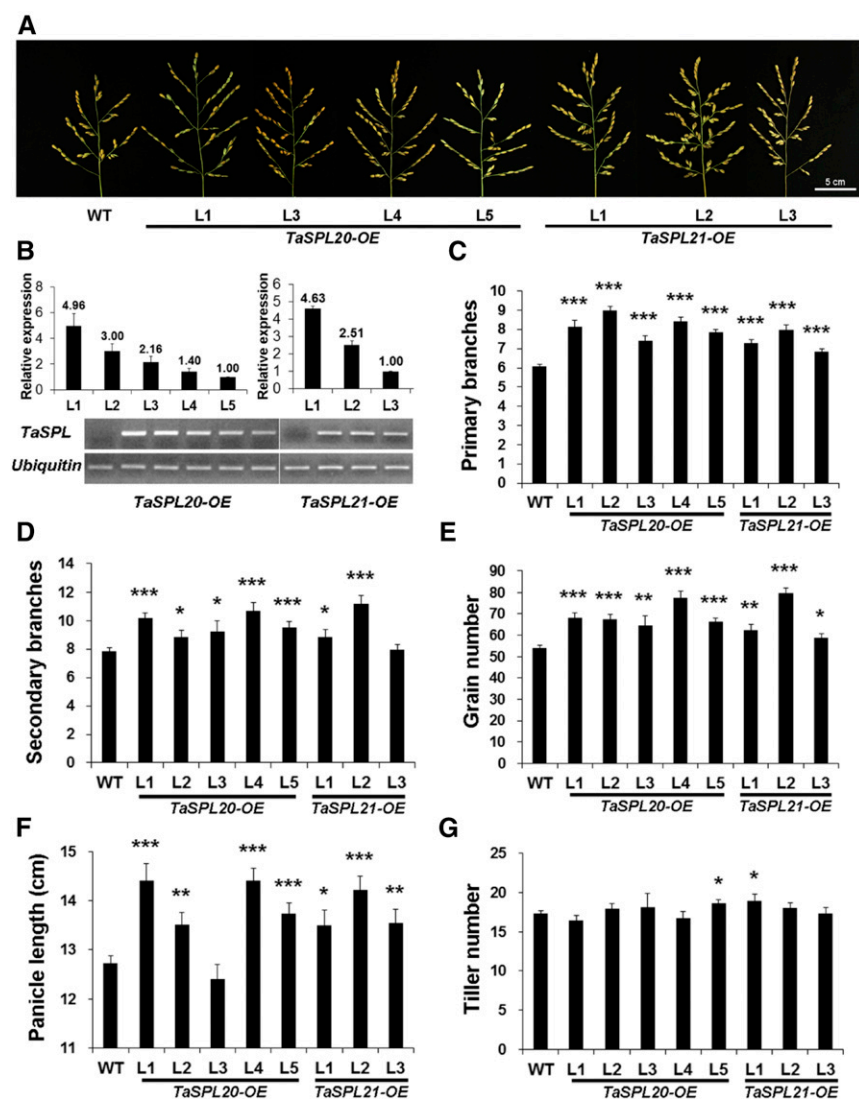 A
5 cm
WT L1 L3 L4 L5 L1 L2 L3
TaSPL20-OE TaSPL21-OE
B
Relative expression
8
6
4
2
0
4.96
3.00
2.16
1.40
1.00
L1 L2 L3 L4 L5
Relative expression
6
5
4
3
2
1
0
4.63
2.51
1.00
L1 L2 L3
TaSPL
Ubiquitin
TaSPL20-OE TaSPL21-OE
C
Primary branches
10
9
8
7
6
5
4
3
2
1
0
*** *** *** *** *** *** *** ***
WT L1 L2 L3 L4 L5 L1 L2 L3
TaSPL20-OE TaSPL21-OE
D
Secondary branches
14
12
10
8
6
4
2
0
*** * * *** *** * ***
WT L1 L2 L3 L4 L5 L1 L2 L3
TaSPL20-OE TaSPL21-OE
E
Grain number
90
80
70
60
50
40
30
20
10
0
*** *** ** *** *** ** *** *
WT L1 L2 L3 L4 L5 L1 L2 L3
TaSPL20-OE TaSPL21-OE
F
Panicle length (cm)
15
14
13
12
11
*** ** *** *** * *** **
WT L1 L2 L3 L4 L5 L1 L2 L3
TaSPL20-OE TaSPL21-OE
G
Tiller number
25
20
15
10
5
0
* *
WT L1 L2 L3 L4 L5 L1 L2 L3
TaSPL20-OE TaSPL21-OE